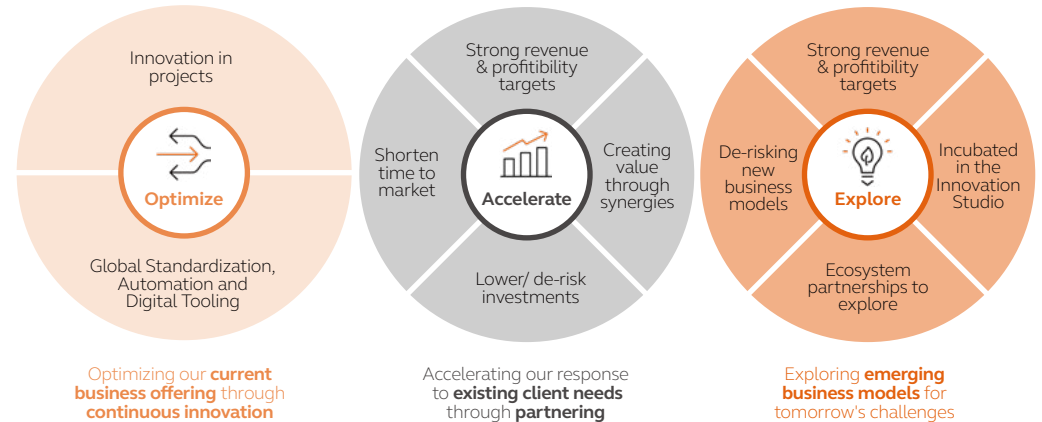 Innovation in
projects
Optimize
Global Standardization,
Automation and
Digital Tooling
Optimizing our current
business offering through
continuous innovation
Strong revenue
& profitibility
targets
Shorten
time to
market
Accelerate
Creating
value
through
synergies
Lower/ de-risk
investments
Accelerating our response
to existing client needs
through partnering
Strong revenue
& profitibility
targets
De-risking
new
business
models
Explore
Incubated
in the
Innovation
Studio
Ecosystem
partnerships to
explore
Exploring emerging
business models for
tomorrow's challenges